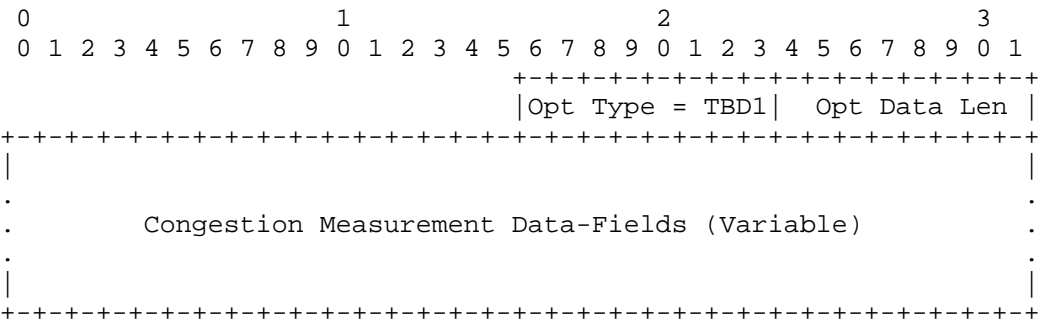 0                   1                   2                   3
 0 1 2 3 4 5 6 7 8 9 0 1 2 3 4 5 6 7 8 9 0 1 2 3 4 5 6 7 8 9 0 1
                                +-+-+-+-+-+-+-+-+-+-+-+-+-+-+-+-+
                                |Opt Type = TBD1|  Opt Data Len |
+-+-+-+-+-+-+-+-+-+-+-+-+-+-+-+-+-+-+-+-+-+-+-+-+-+-+-+-+-+-+-+-+
|                                                               |
.                                                               .
.        Congestion Measurement Data-Fields (Variable)          .
.                                                               .
|                                                               |
+-+-+-+-+-+-+-+-+-+-+-+-+-+-+-+-+-+-+-+-+-+-+-+-+-+-+-+-+-+-+-+-+